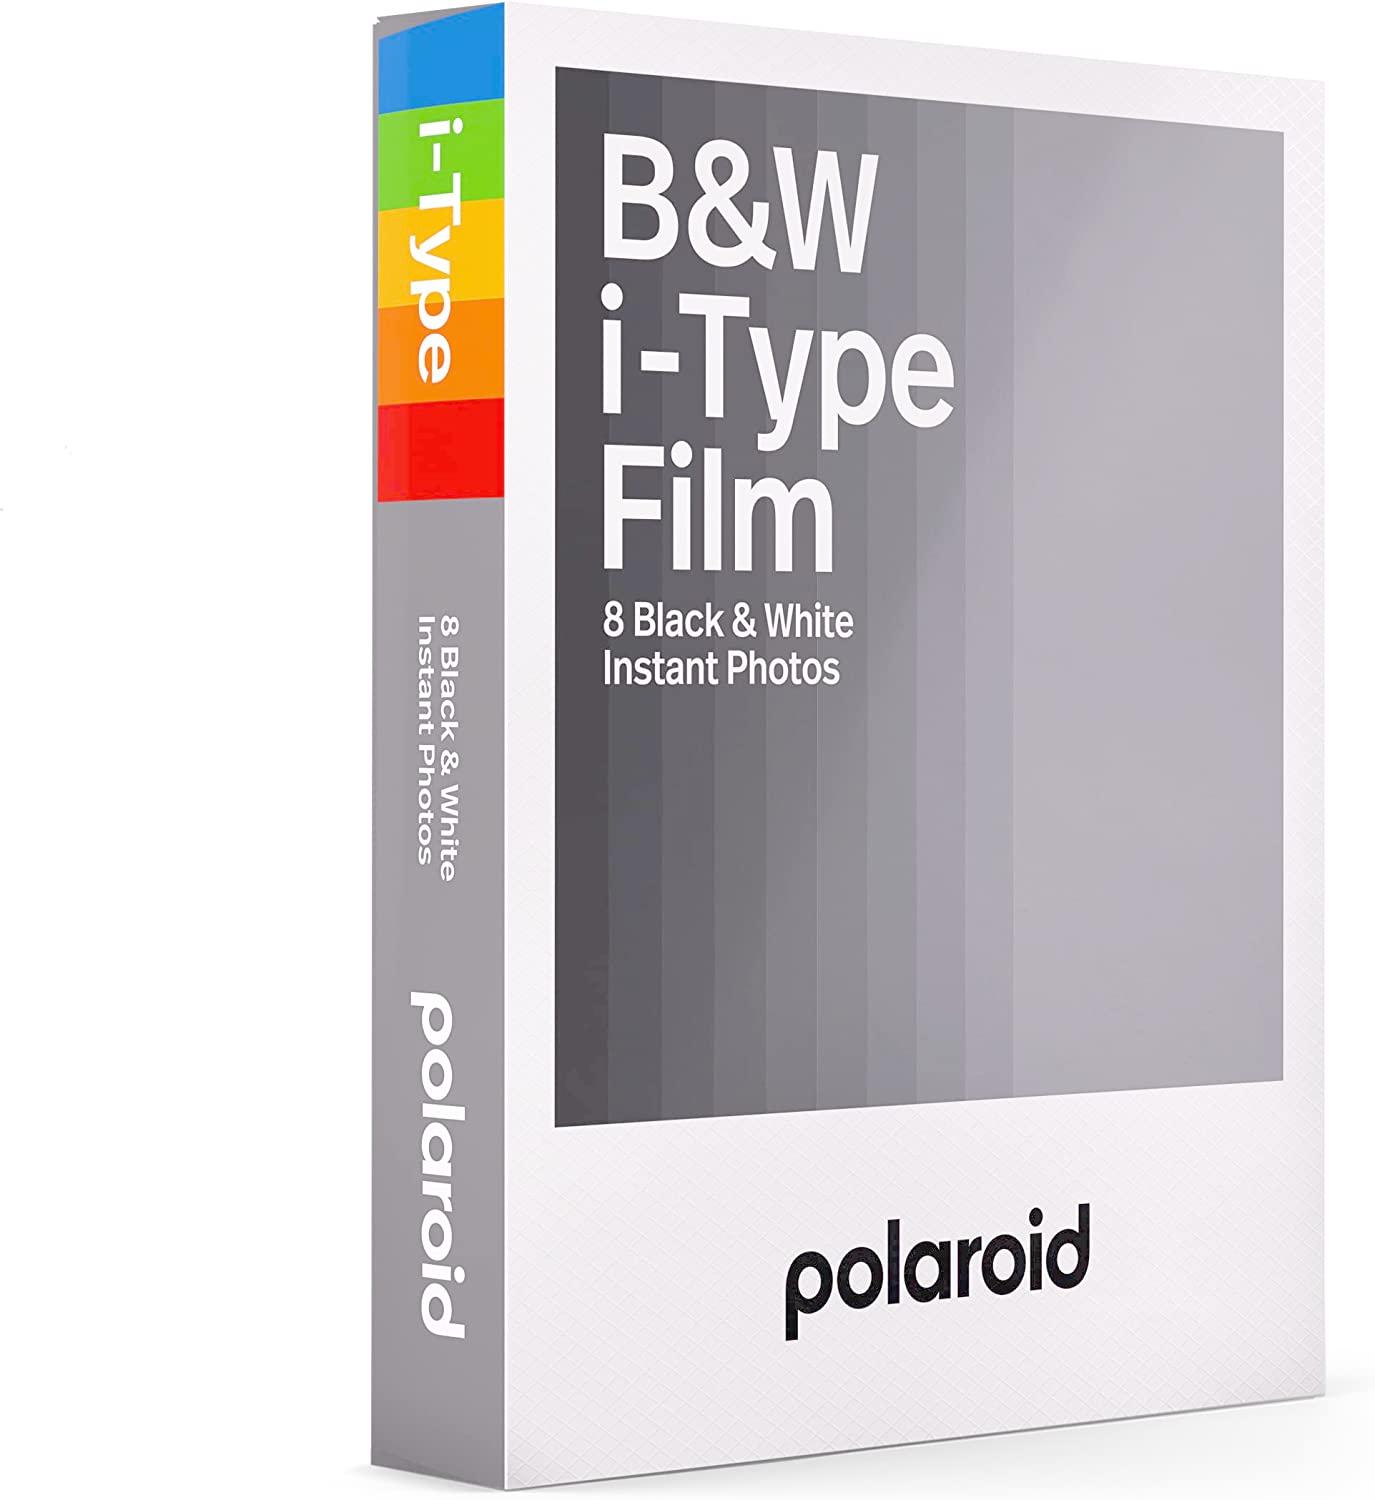 i-Type
8 Black & White
Instant Photos
polaroid
B&W
i-Type
Film
8 Black & White
Instant Photos
polaroid